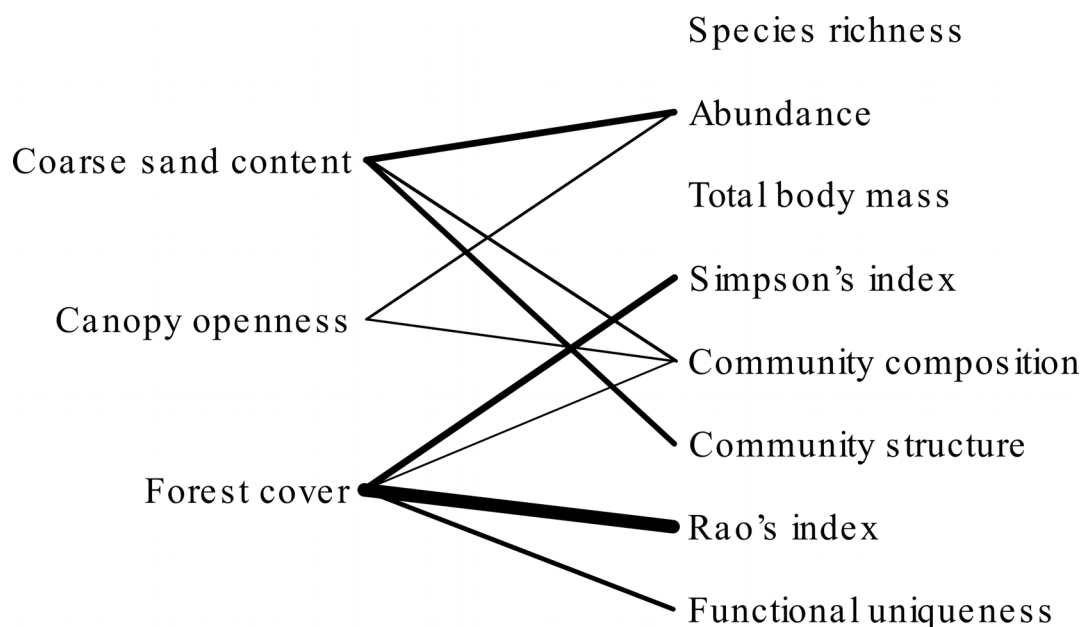 Species richness
Abundance
Coarse sand content
Total body mass
Simpson's index
Canopy openness
Community composition
Community structure
Forest cover
Rao's index
Functional uniqueness